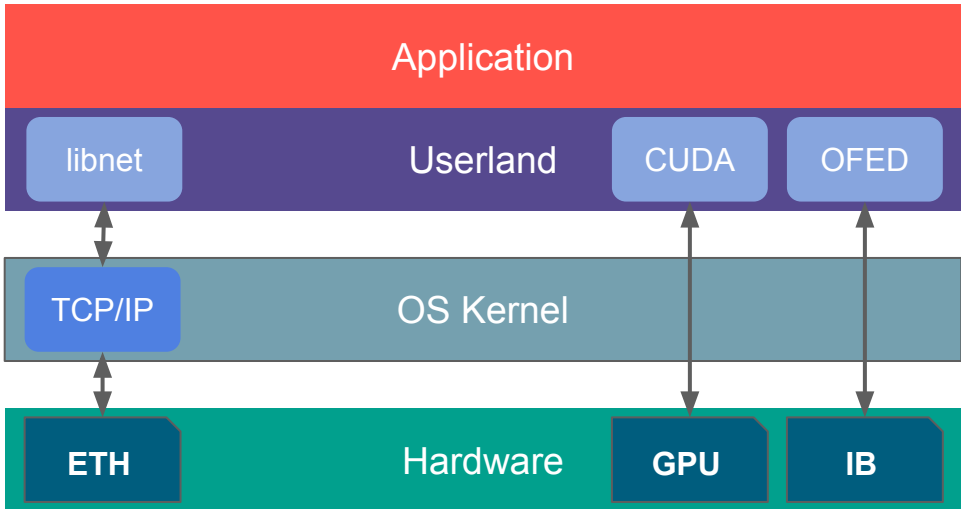 Application
libnet
Userland
CUDA
OFED
TCP/IP
OS Kernel
ETH
Hardware
GPU
IB